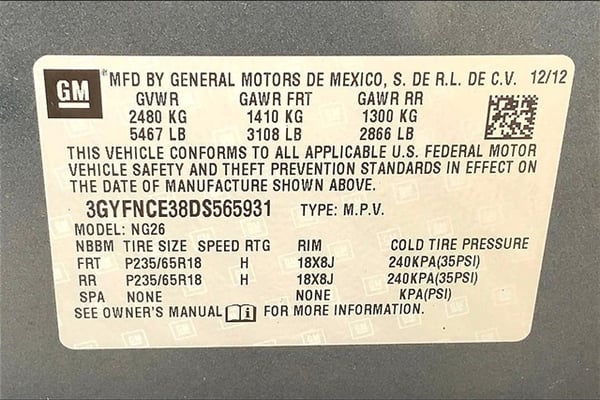 GM ® MFD BY GENERAL MOTORS DE MEXICO, S. DE R.L. DE C.V. 12/12
GVWR GAWR FRT GAWR RR
2480 KG 1410 KG 1300 KG
5467 LB 3108 LB 2866 LB
THIS VEHICLE CONFORMS TO ALL APPLICABLE U.S. FEDERAL MOTOR
VEHICLE SAFETY AND THEFT PREVENTION STANDARDS IN EFFECT ON
THE DATE OF MANUFACTURE SHOWN ABOVE.
3GYFNCE38DS565931 TYPE: M.P.V.
MODEL: NG26
NBBM TIRE SIZE SPEED RTG RIM COLD TIRE PRESSURE
FRT P235/65R18 H 18X8J 240KPA(35PSI)
RR P235/65R18 H 18X8J 240KPA(35PSI)
SPA NONE NONE KPA(PSI)
SEE OWNER'S MANUAL FOR MORE INFORMATION.